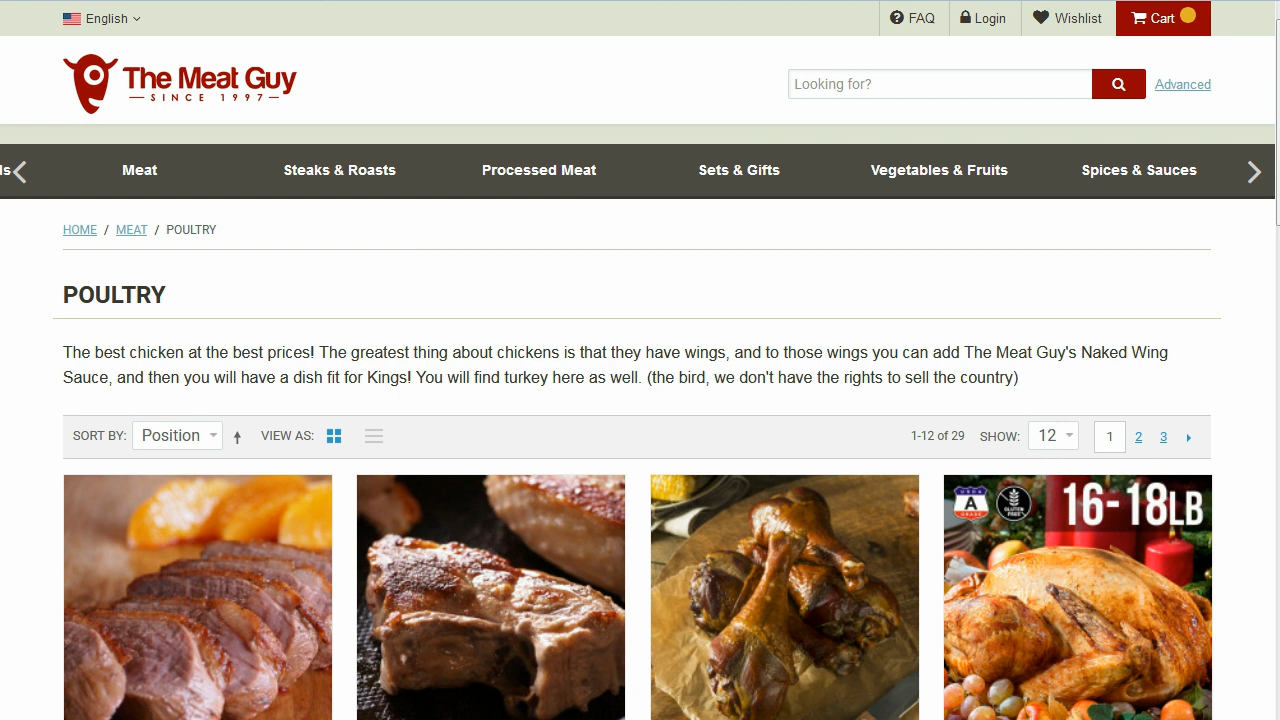 English
FAQ
Login
Wishlist
Cart
The Meat Guy
SINCE 1997
Looking for?
Advanced
ls
Meat
Steaks & Roasts
Processed Meat
Sets & Gifts
Vegetables & Fruits
Spices & Sauces
HOME / MEAT / POULTRY
POULTRY
The best chicken at the best prices! The greatest thing about chickens is that they have wings, and to those wings you can add The Meat Guy's Naked Wing
Sauce, and then you will have a dish fit for Kings! You will find turkey here as well. (the bird, we don't have the rights to sell the country)
SORT BY: Position VIEW AS: 1-12 of 29 SHOW: 12 1 2 3
USDA
A
GRADE
GLUTEN
FREE
16-18LB